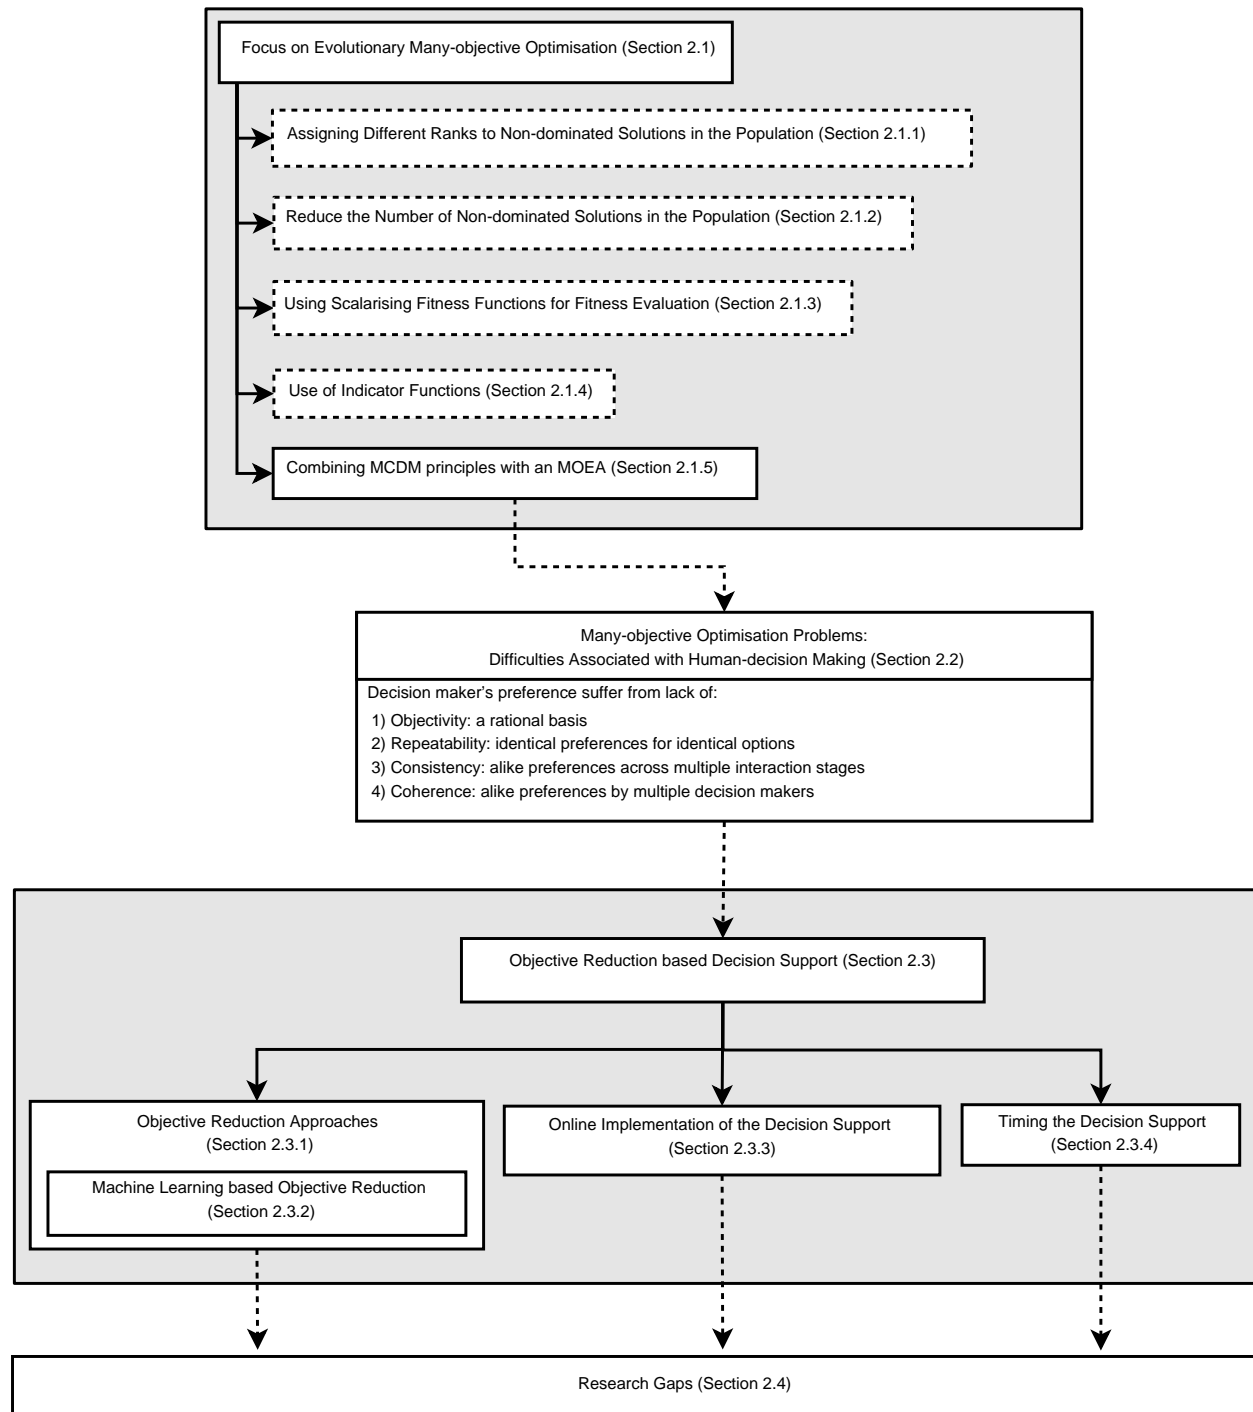 Focus on Evolutionary Many-objective Optimisation (Section 2.1)
Assigning Different Ranks to Non-dominated Solutions in the Population (Section 2.1.1)
Reduce the Number of Non-dominated Solutions in the Population (Section 2.1.2)
Using Scalarising Fitness Functions for Fitness Evaluation (Section 2.1.3)
Use of Indicator Functions (Section 2.1.4)
Combining MCDM principles with an MOEA (Section 2.1.5)
Many-objective Optimisation Problems:
Difficulties Associated with Human-decision Making (Section 2.2)
Decision maker's preference suffer from lack of:
1) Objectivity: a rational basis
2) Repeatability: identical preferences for identical options
3) Consistency: alike preferences across multiple interaction stages
4) Coherence: alike preferences by multiple decision makers
Objective Reduction based Decision Support (Section 2.3)
Objective Reduction Approaches
(Section 2.3.1)
Machine Learning based Objective Reduction
(Section 2.3.2)
Online Implementation of the Decision Support
(Section 2.3.3)
Timing the Decision Support
(Section 2.3.4)
Research Gaps (Section 2.4)